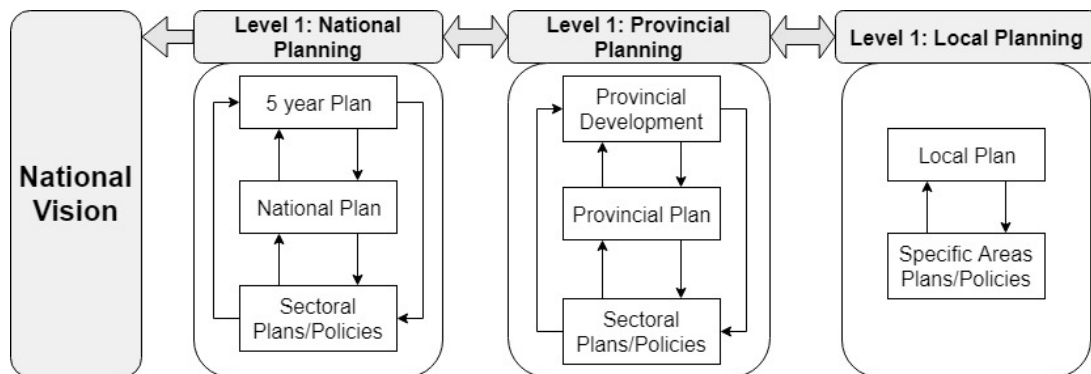 National
Vision
Level 1: National
Planning
5 year Plan
National Plan
Sectoral
Plans/Policies
Level 1: Provincial
Planning
Provincial
Development
Provincial Plan
Sectoral
Plans/Policies
Level 1: Local Planning
Local Plan
Specific Areas
Plans/Policies